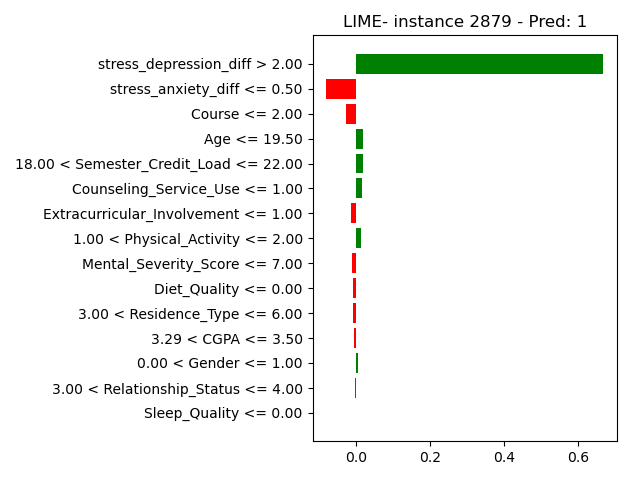 LIME- instance 2879 - Pred: 1
stress_depression_diff > 2.00
stress_anxiety_diff <= 0.50
Course <= 2.00
Age <= 19.50
18.00 < Semester_Credit_Load <= 22.00
Counseling_Service_Use <= 1.00
Extracurricular_Involvement <= 1.00
1.00 < Physical_Activity <= 2.00
Mental_Severity_Score <= 7.00
Diet_Quality <= 0.00
3.00 < Residence_Type <= 6.00
3.29 < CGPA <= 3.50
0.00 < Gender <= 1.00
3.00 < Relationship_Status <= 4.00
Sleep_Quality <= 0.00
0.0 0.2 0.4 0.6